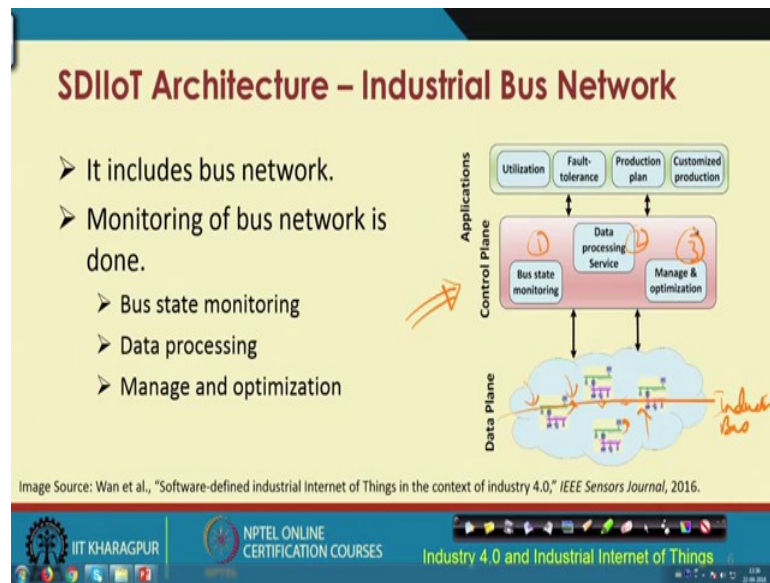 SDIIoT Architecture – Industrial Bus Network
➢ It includes bus network.
➢ Monitoring of bus network is
done.
➢ Bus state monitoring
➢ Data processing
➢ Manage and optimization
Applications
Utilization
Fault-
tolerance
Production
plan
Customized
production
Control Plane
1
Bus state
monitoring
Data
processing
Service
2
3
Manage &
optimization
Data Plane
Bus
Image Source: Wan et al., “Software-defined industrial Internet of Things in the context of industry 4.0,” IEEE Sensors Journal, 2016.
IIT KHARAGPUR
NPTEL ONLINE
CERTIFICATION COURSES
Industry 4.0 and Industrial Internet of Things